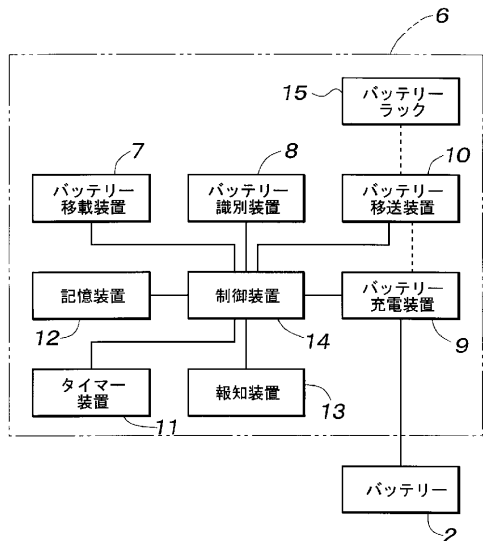 6
15
バッテリー
ラック
7
8
10
バッテリー
移載装置
バッテリー
識別装置
バッテリー
移送装置
記憶装置
制御装置
バッテリー
充電装置
12
14
9
タイマー
装置
報知装置
11
13
バッテリー
2